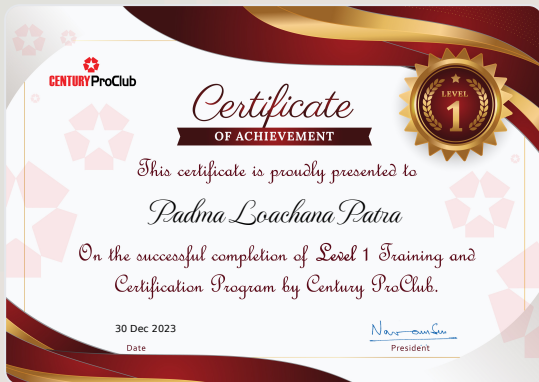 CENTURY ProClub
Certificate
OF ACHIEVEMENT
LEVEL
1
This certificate is proudly presented to
Padma Loachana Patra
On the successful completion of Level 1 Training and
Certification Program by Century ProClub.
30 Dec 2023
Date
President